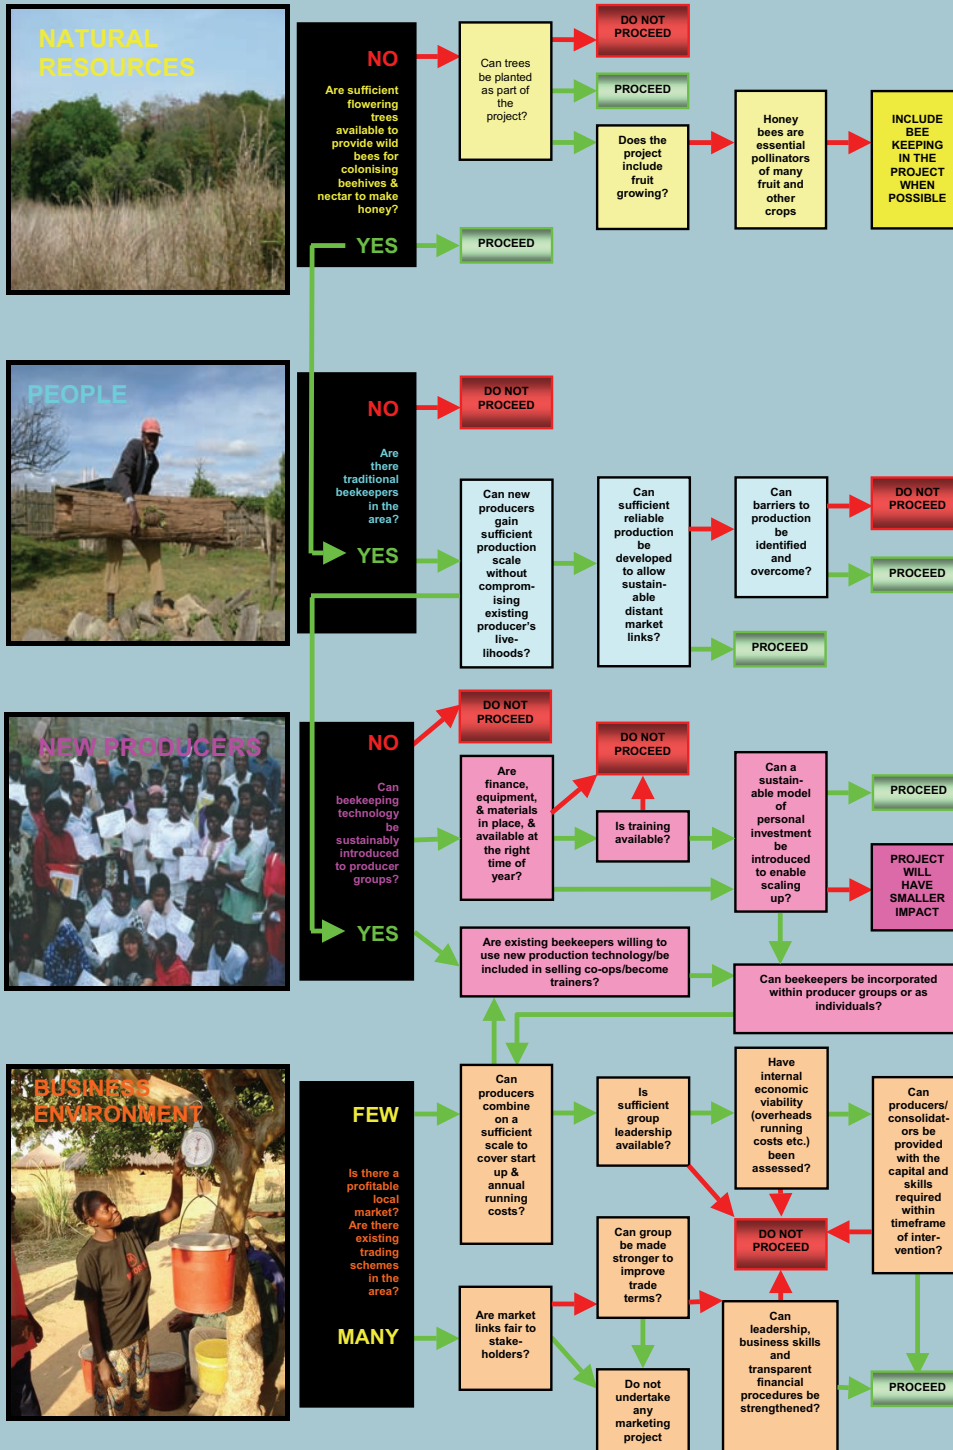 NATURAL
RESOURCES
NO
Are sufficient
flowering
trees
available to
provide wild
bees for
colonising
beehives &
nectar to make
honey?
YES
Can trees
be planted
as part of
the
project?
DO NOT
PROCEED
PROCEED
Does the
project
include
fruit
growing?
Honey
bees are
essential
pollinators
of many
fruit and
other
crops
INCLUDE
BEE
KEEPING
IN THE
PROJECT
WHEN
POSSIBLE
PROCEED
PEOPLE
NO
Are
there
traditional
beekeepers
in the
area?
YES
DO NOT
PROCEED
Can new
producers
gain
sufficient
production
scale
without
comprom-
ising
existing
producer's
live-
lihoods?
Can
sufficient
reliable
production
be
developed
to allow
sustain-
able
distant
market
links?
Can
barriers to
production
be
identified
and
overcome?
DO NOT
PROCEED
PROCEED
PROCEED
NEW PRODUCERS
NO
Can
beekeeping
technology
be
sustainably
introduced
to producer
groups?
YES
DO NOT
PROCEED
Are
finance,
equipment,
& materials
in place, &
available at
the right
time of
year?
DO NOT
PROCEED
Is training
available?
Can a
sustain-
able model
of
personal
investment
be
introduced
to enable
scaling
up?
PROCEED
PROJECT
WILL
HAVE
SMALLER
IMPACT
Are existing beekeepers willing to
use new production technology/be
included in selling co-ops/become
trainers?
Can beekeepers be incorporated
within producer groups or as
individuals?
BUSINESS
ENVIRONMENT
FEW
Is there a
profitable
local
market?
Are there
existing
trading
schemes
in the
area?
MANY
Can
producers
combine
on a
sufficient
scale to
cover start
up &
annual
running
costs?
Is
sufficient
group
leadership
available?
Have
internal
economic
viability
(overheads
running
costs etc.)
been
assessed?
Can
producers/
consolidat-
ors be
provided
with the
capital and
skills
required
within
timeframe
of inter-
vention?
DO NOT
PROCEED
Are market
links fair to
stake-
holders?
Can group
be made
stronger to
improve
trade
terms?
Do not
undertake
any
marketing
project
Can
leadership,
business skills
and
transparent
financial
procedures be
strengthened?
PROCEED